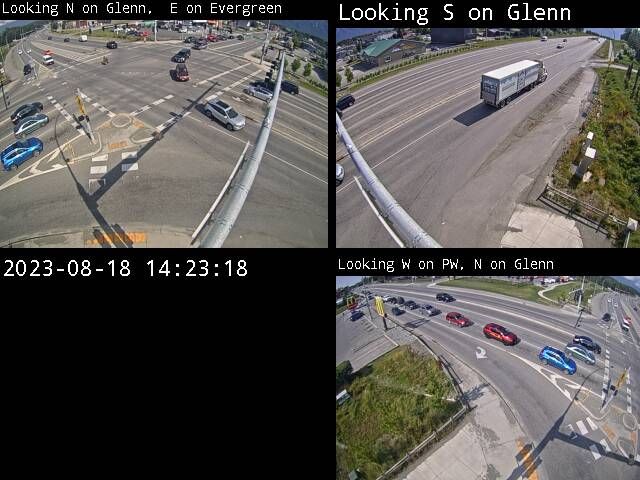 Looking N on Glenn,  E on Evergreen
Looking S on Glenn
2023-08-18 14:23:18
Looking W on PW, N on Glenn